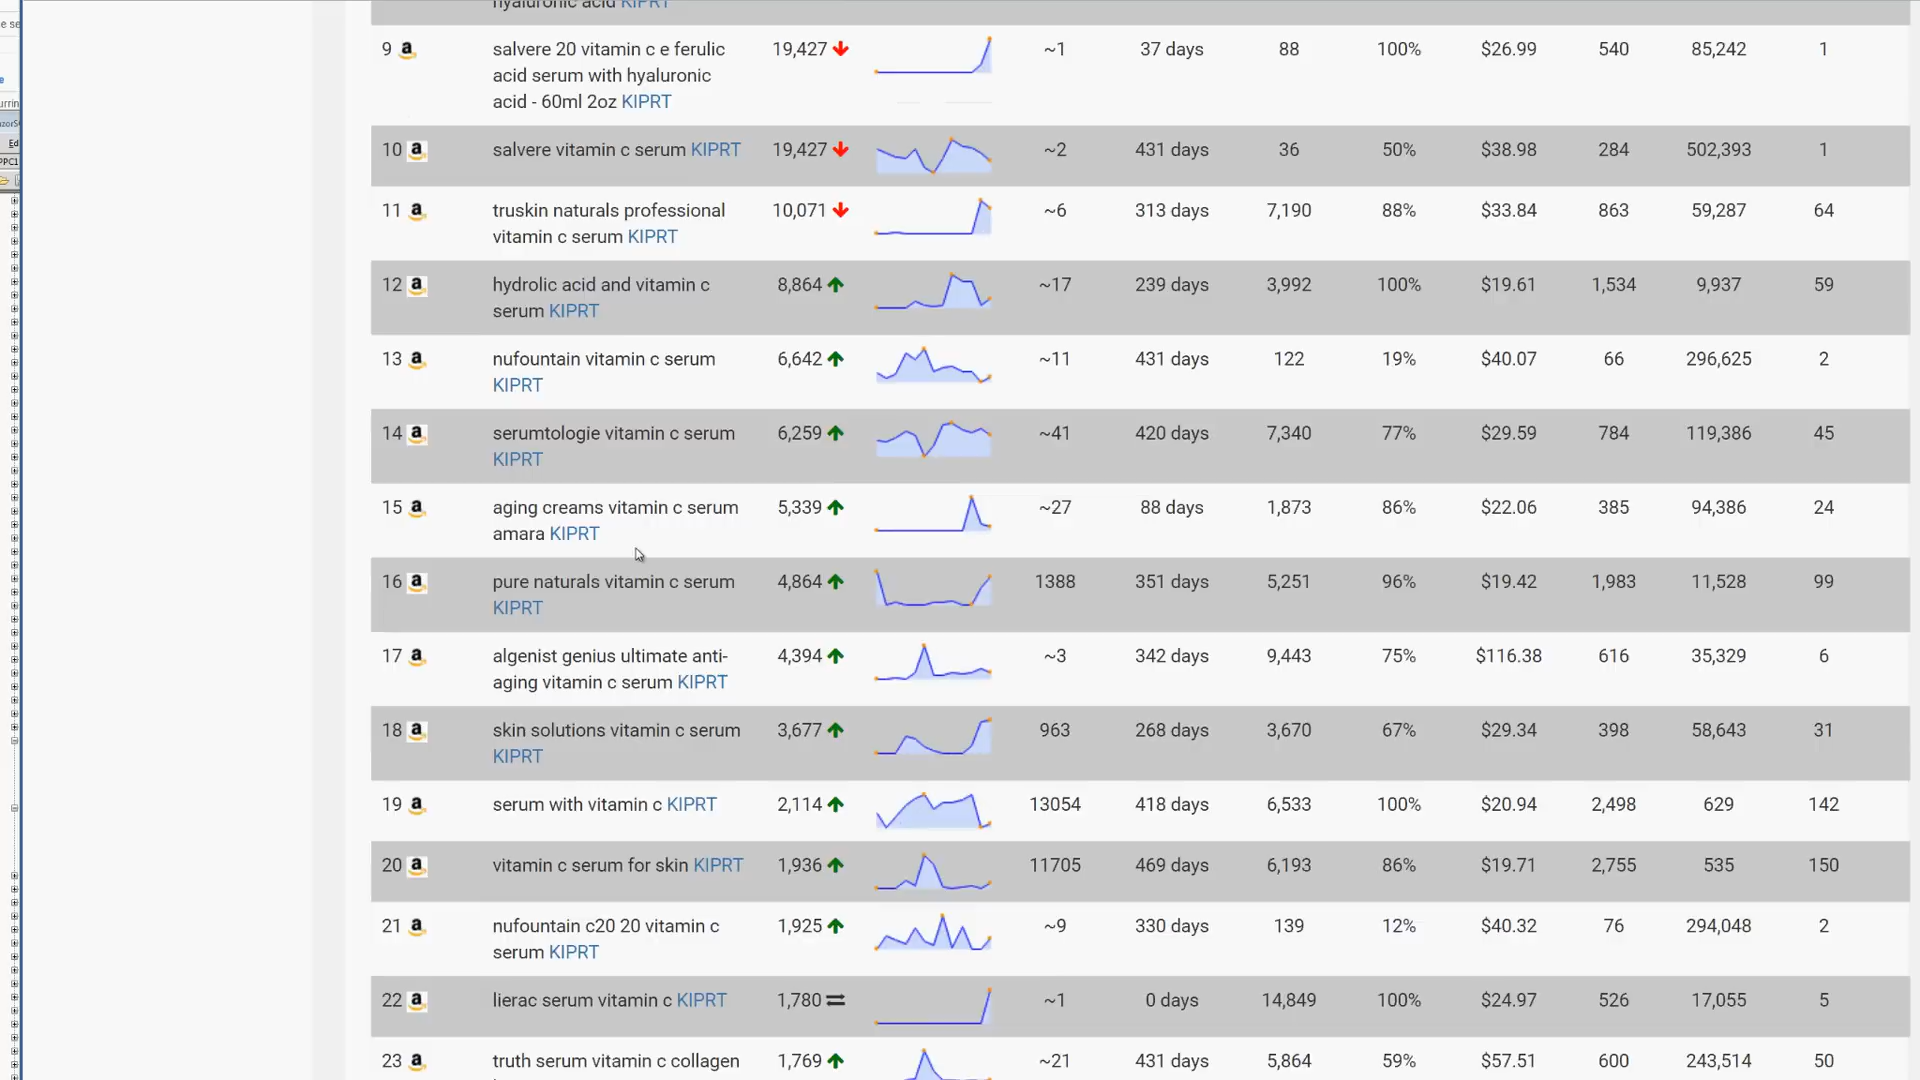 hyaluronic acid KIPRT
9 salvere 20 vitamin c e ferulic 19,427 ~1 37 days 88 100% $26.99 540 85,242 1
acid serum with hyaluronic
acid - 60ml 2oz KIPRT
10 salvere vitamin c serum KIPRT 19,427 ~2 431 days 36 50% $38.98 284 502,393 1
11 truskin naturals professional 10,071 ~6 313 days 7,190 88% $33.84 863 59,287 64
vitamin c serum KIPRT
12 hydrolic acid and vitamin c 8,864 ~17 239 days 3,992 100% $19.61 1,534 9,937 59
serum KIPRT
13 nufountain vitamin c serum 6,642 ~11 431 days 122 19% $40.07 66 296,625 2
KIPRT
14 serumtologie vitamin c serum 6,259 ~41 420 days 7,340 77% $29.59 784 119,386 45
KIPRT
15 aging creams vitamin c serum 5,339 ~27 88 days 1,873 86% $22.06 385 94,386 24
amara KIPRT
16 pure naturals vitamin c serum 4,864 1388 351 days 5,251 96% $19.42 1,983 11,528 99
KIPRT
17 algenist genius ultimate anti- 4,394 ~3 342 days 9,443 75% $116.38 616 35,329 6
aging vitamin c serum KIPRT
18 skin solutions vitamin c serum 3,677 963 268 days 3,670 67% $29.34 398 58,643 31
KIPRT
19 serum with vitamin c KIPRT 2,114 13054 418 days 6,533 100% $20.94 2,498 629 142
20 vitamin c serum for skin KIPRT 1,936 11705 469 days 6,193 86% $19.71 2,755 535 150
21 nufountain c20 20 vitamin c 1,925 ~9 330 days 139 12% $40.32 76 294,048 2
serum KIPRT
22 lierac serum vitamin c KIPRT 1,780 ~1 0 days 14,849 100% $24.97 526 17,055 5
23 truth serum vitamin c collagen 1,769 ~21 431 days 5,864 59% $57.51 600 243,514 50